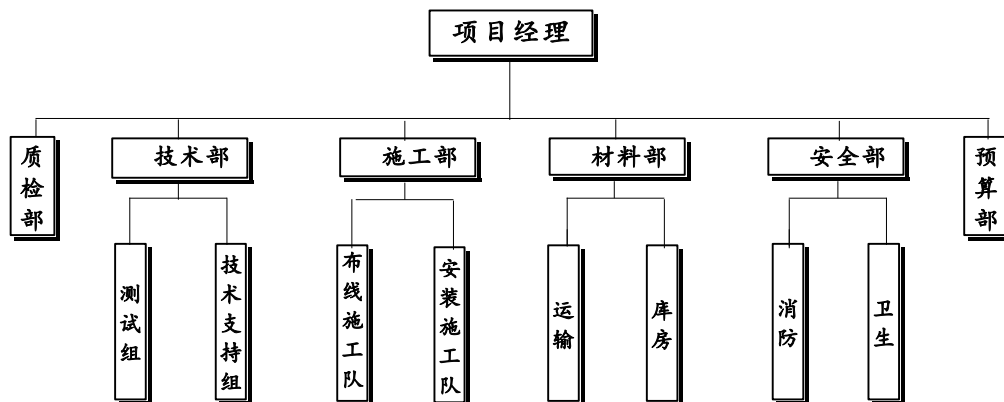 项目经理
质检部
技术部
施工部
材料部
安全部
预算部
测试组
技术支持组
布线施工队
安装施工队
运输
库房
消防
卫生